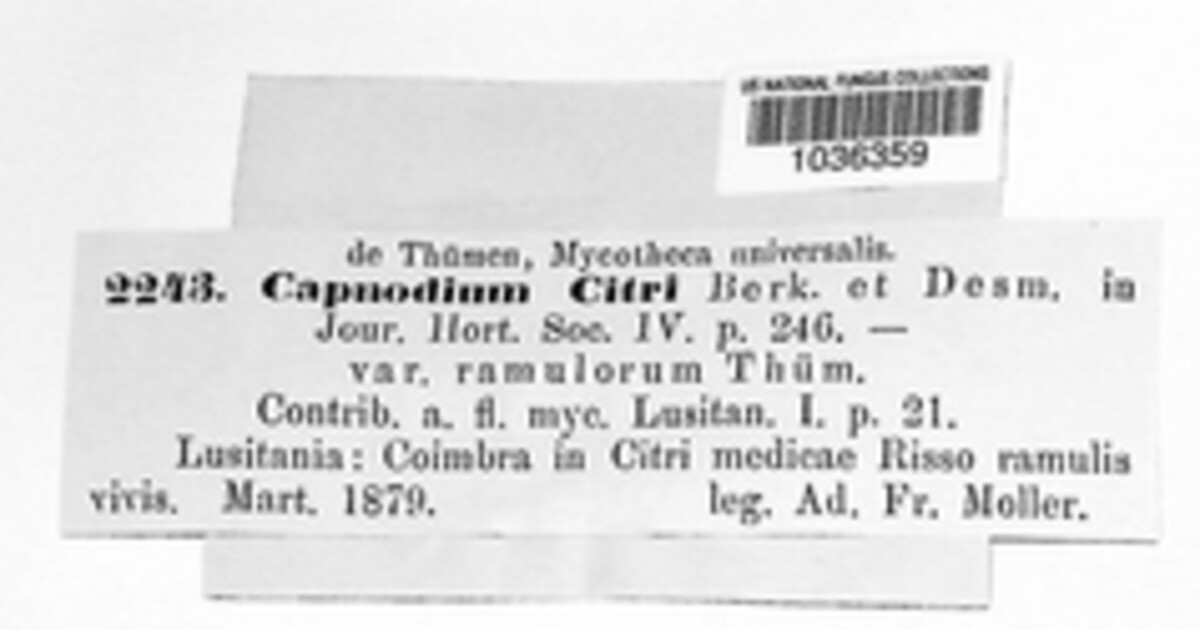 US NATIONAL FUNGUS COLLECTIONS
1036359
de Thümen, Mycotheca universalis.
2243. Capnodium Citri Berk. et Desm. in
Jour. Hort. Soc. IV. p. 246. —
var. ramulorum Thüm.
Contrib. a. fl. myc. Lusitan. I. p. 21.
Lusitania: Coimbra in Citri medicae Risso ramulis
vivis. Mart. 1879. leg. Ad. Fr. Moller.